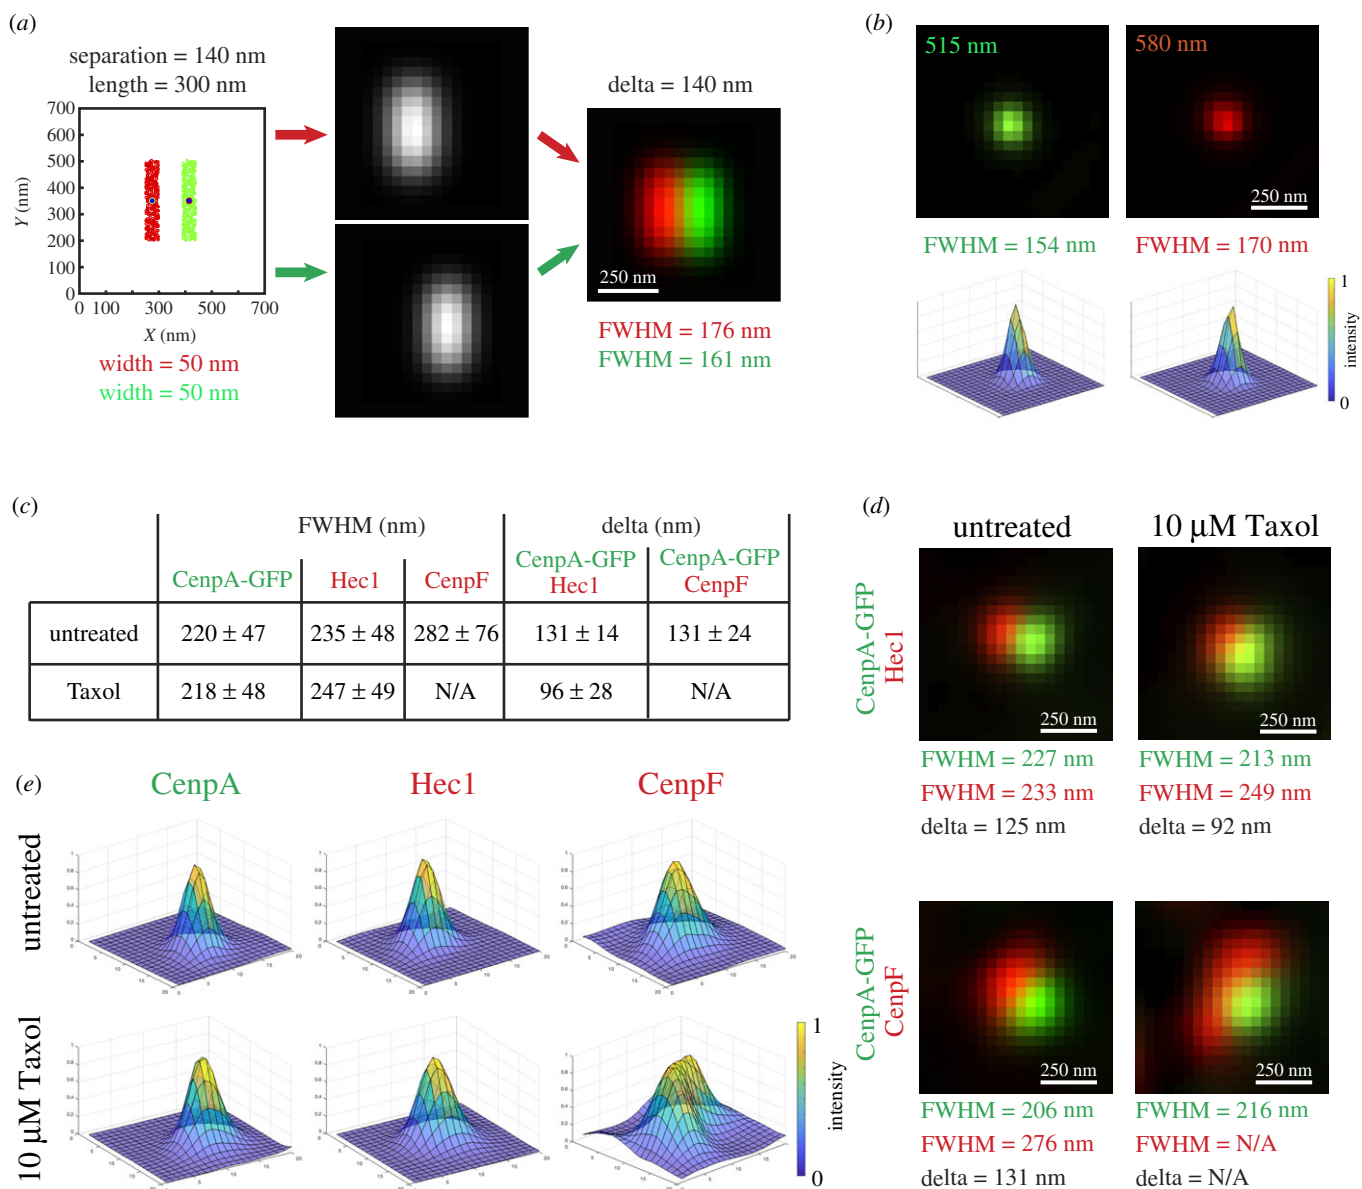 (a)
separation = 140 nm
length = 300 nm
700
600
500
400
300
200
100
0
Y (nm)
0 100 300 500 700
X (nm)
width = 50 nm
width = 50 nm
delta = 140 nm
250 nm
FWHM = 176 nm
FWHM = 161 nm
(b)
515 nm
580 nm
250 nm
FWHM = 154 nm
FWHM = 170 nm
1
intensity
0
(c)
FWHM (nm)
delta (nm)
CenpA-GFP
Hec1
CenpF
CenpA-GFP
Hec1
CenpA-GFP
CenpF
untreated 220 ± 47 235 ± 48 282 ± 76 131 ± 14 131 ± 24
Taxol 218 ± 48 247 ± 49 N/A 96 ± 28 N/A
(d)
untreated
10 µM Taxol
CenpA-GFP
Hec1
250 nm
250 nm
FWHM = 227 nm
FWHM = 233 nm
delta = 125 nm
FWHM = 213 nm
FWHM = 249 nm
delta = 92 nm
CenpA-GFP
CenpF
250 nm
250 nm
FWHM = 206 nm
FWHM = 276 nm
delta = 131 nm
FWHM = 216 nm
FWHM = N/A
delta = N/A
(e)
CenpA
Hec1
CenpF
untreated
10 µM Taxol
1
intensity
0